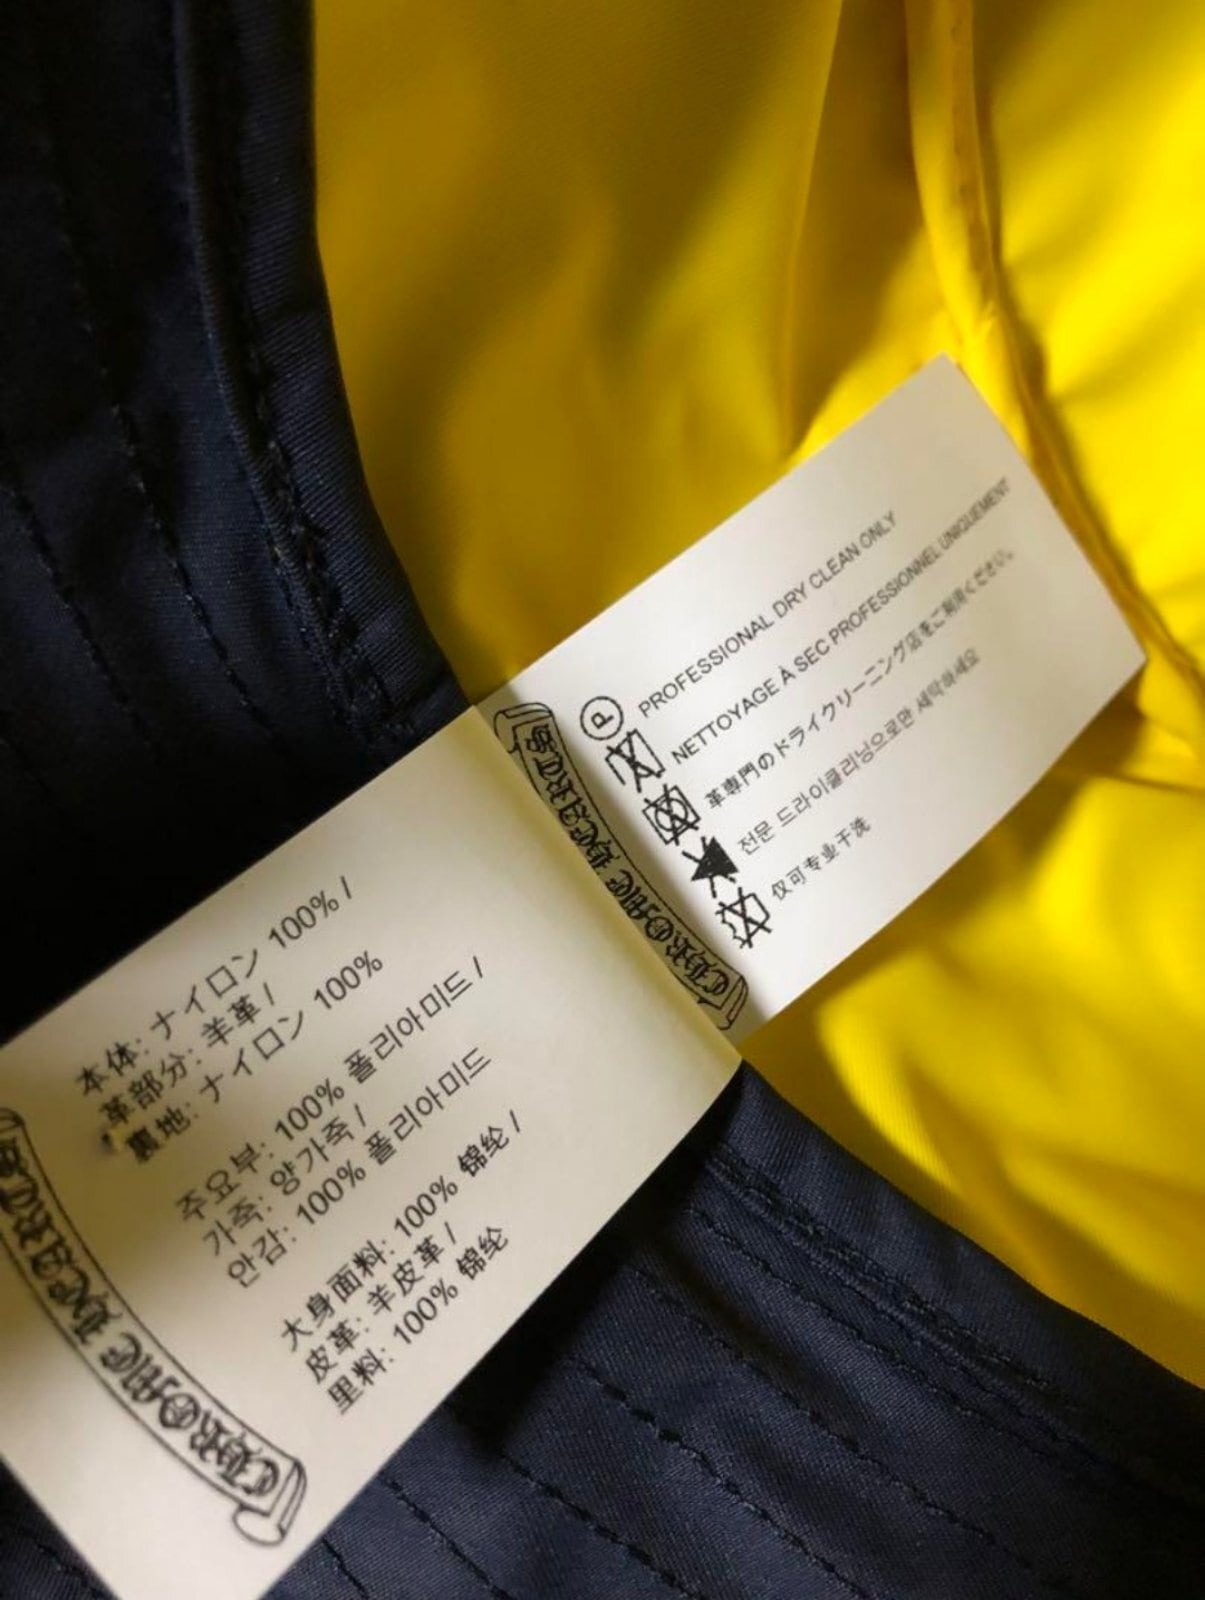 Ⓟ PROFESSIONAL DRY CLEAN ONLY
NETTOYAGE À SEC PROFESSIONNEL UNIQUEMENT
革専門のドライクリーニング店をご利用ください。
전문 드라이클리닝으로만 세탁하세요
仅可专业干洗
CHROME HEARTS
本体: ナイロン 100% /
革部分: 羊革 /
裏地: ナイロン 100%
주요부: 100% 폴리아미드 /
가죽: 양가죽 /
안감: 100% 폴리아미드
大身面料: 100% 锦纶 /
皮革: 羊皮革 /
里料: 100% 锦纶
CHROME HEARTS